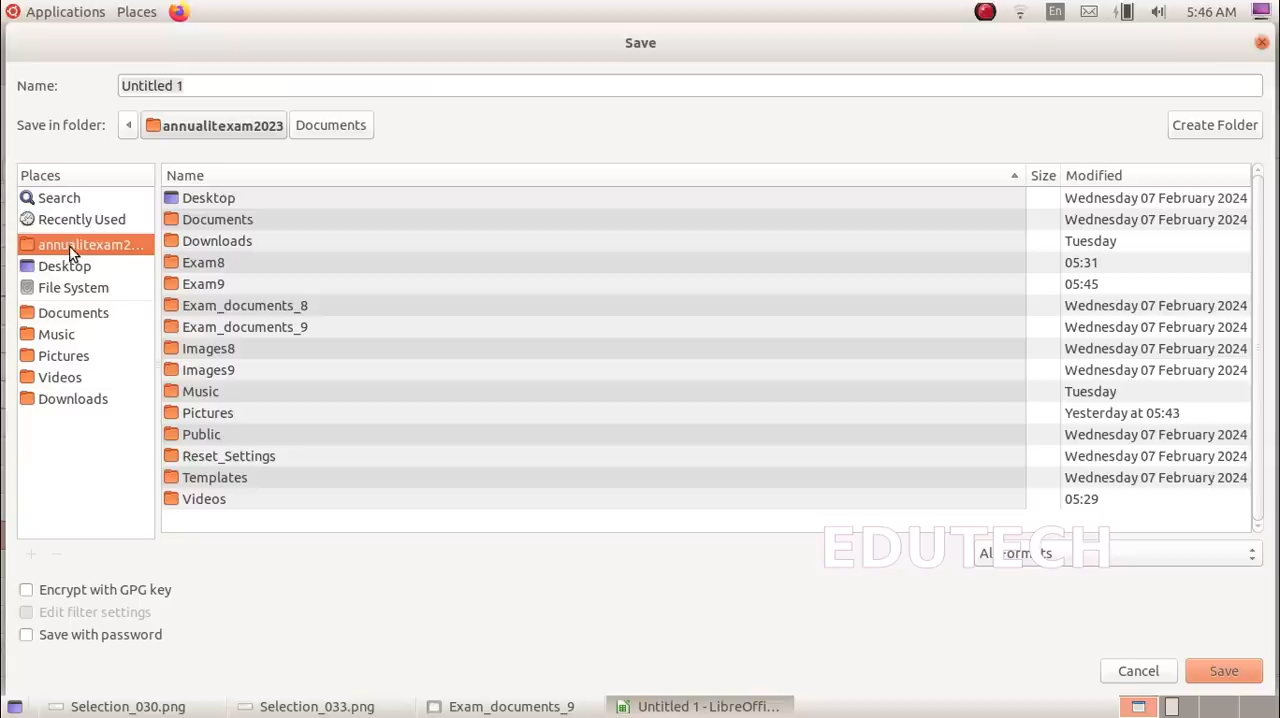 Applications Places En 5:46 AM
Save
Name: Untitled 1
Save in folder: annualitexam2023 Documents Create Folder
Places Name Size Modified
Search
Recently Used
annualitexam2...
Desktop
File System
Documents
Music
Pictures
Videos
Downloads
Desktop Wednesday 07 February 2024
Documents Wednesday 07 February 2024
Downloads Tuesday
Exam8 05:31
Exam9 05:45
Exam_documents_8 Wednesday 07 February 2024
Exam_documents_9 Wednesday 07 February 2024
Images8 Wednesday 07 February 2024
Images9 Wednesday 07 February 2024
Music Tuesday
Pictures Yesterday at 05:43
Public Wednesday 07 February 2024
Reset_Settings Wednesday 07 February 2024
Templates Wednesday 07 February 2024
Videos 05:29
EDUTECH
All Formats
Encrypt with GPG key
Edit filter settings
Save with password
Cancel Save
Selection_030.png Selection_033.png Exam_documents_9 Untitled 1 - LibreOffi...